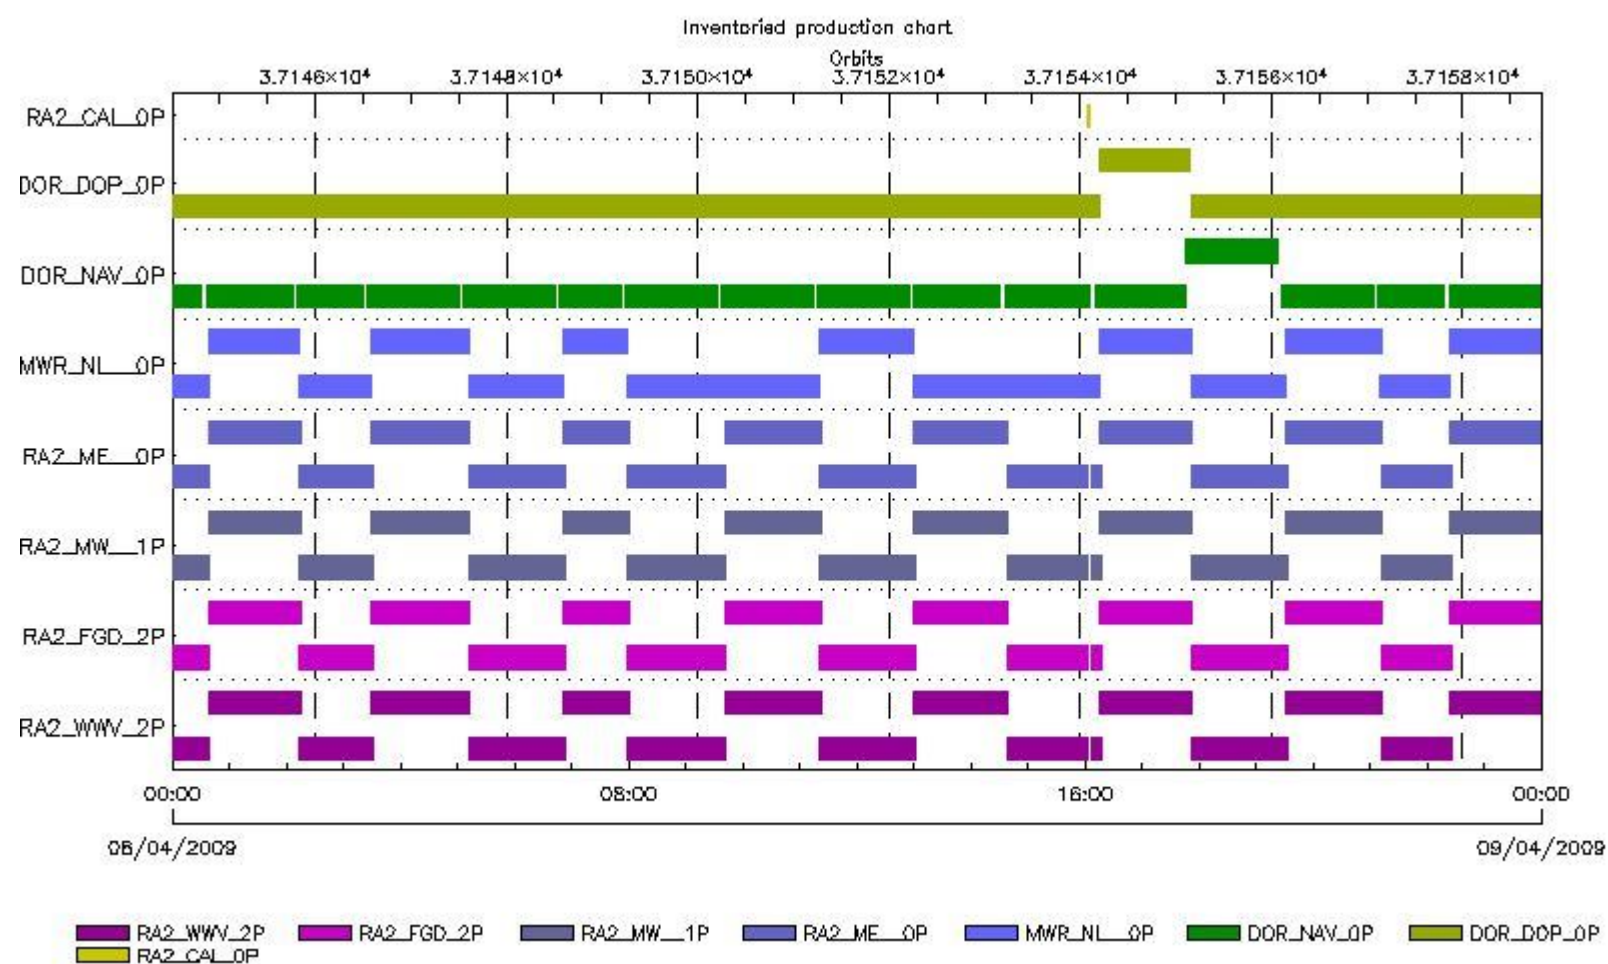 Inventoried production chart
Orbits
3.7146×10⁴ 3.7148×10⁴ 3.7150×10⁴ 3.7152×10⁴ 3.7154×10⁴ 3.7156×10⁴ 3.7158×10⁴
RA2_CAL_0P
DOR_DOP_0P
DOR_NAV_0P
MWR_NL__0P
RA2_ME__0P
RA2_MW__1P
RA2_FGD_2P
RA2_WWV_2P
00:00 08:00 16:00 00:00
08/04/2009 09/04/2009
RA2_WWV_2P RA2_FGD_2P RA2_MW__1P RA2_ME__0P MWR_NL__0P DOR_NAV_0P DOR_DOP_0P
RA2_CAL_0P